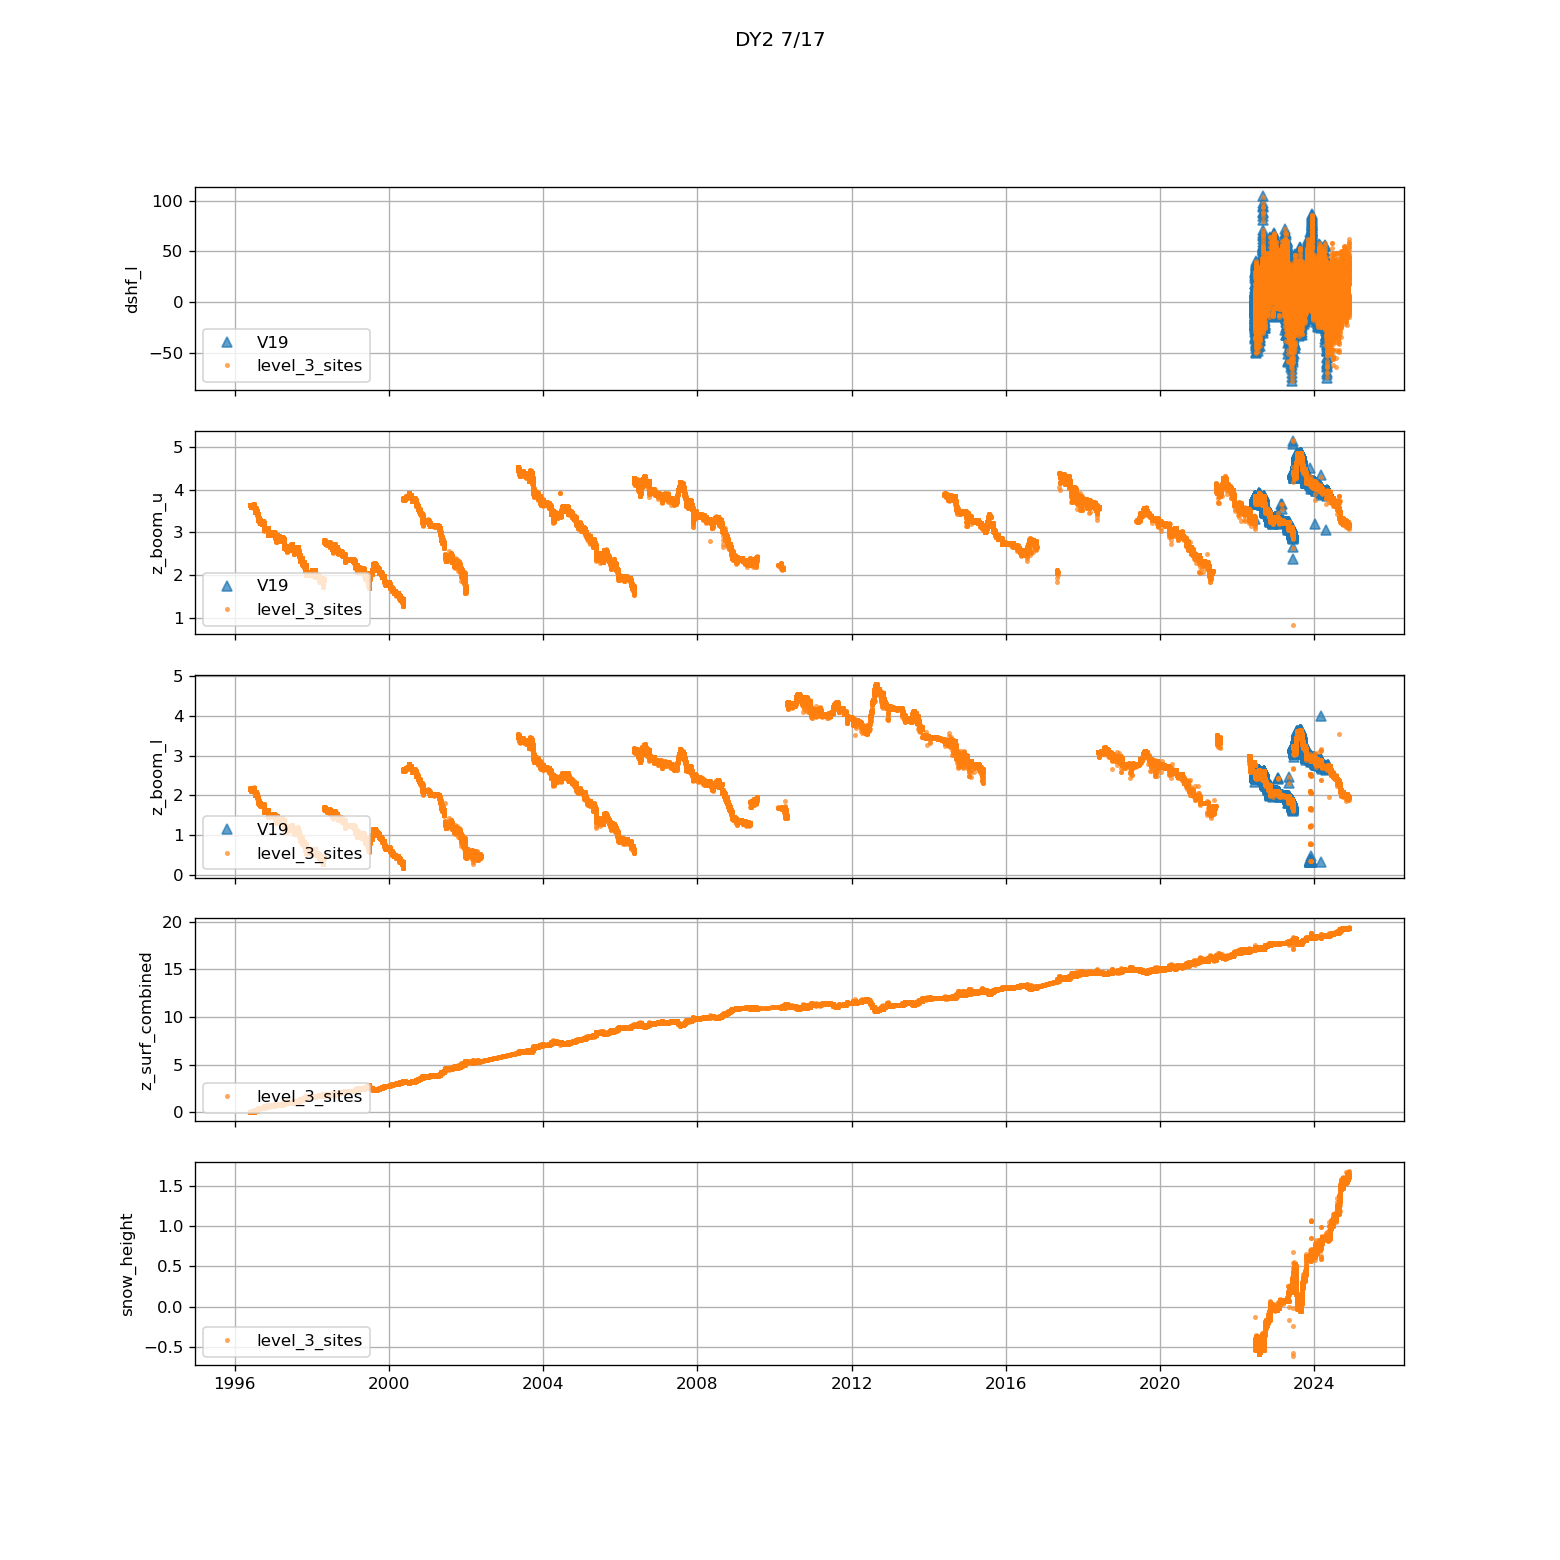 DY2 7/17
100
50
0
−50
dshf_l
V19
level_3_sites
5
4
3
2
1
z_boom_u
V19
level_3_sites
5
4
3
2
1
0
z_boom_l
V19
level_3_sites
20
15
10
5
0
z_surf_combined
level_3_sites
1.5
1.0
0.5
0.0
−0.5
snow_height
level_3_sites
1996 2000 2004 2008 2012 2016 2020 2024